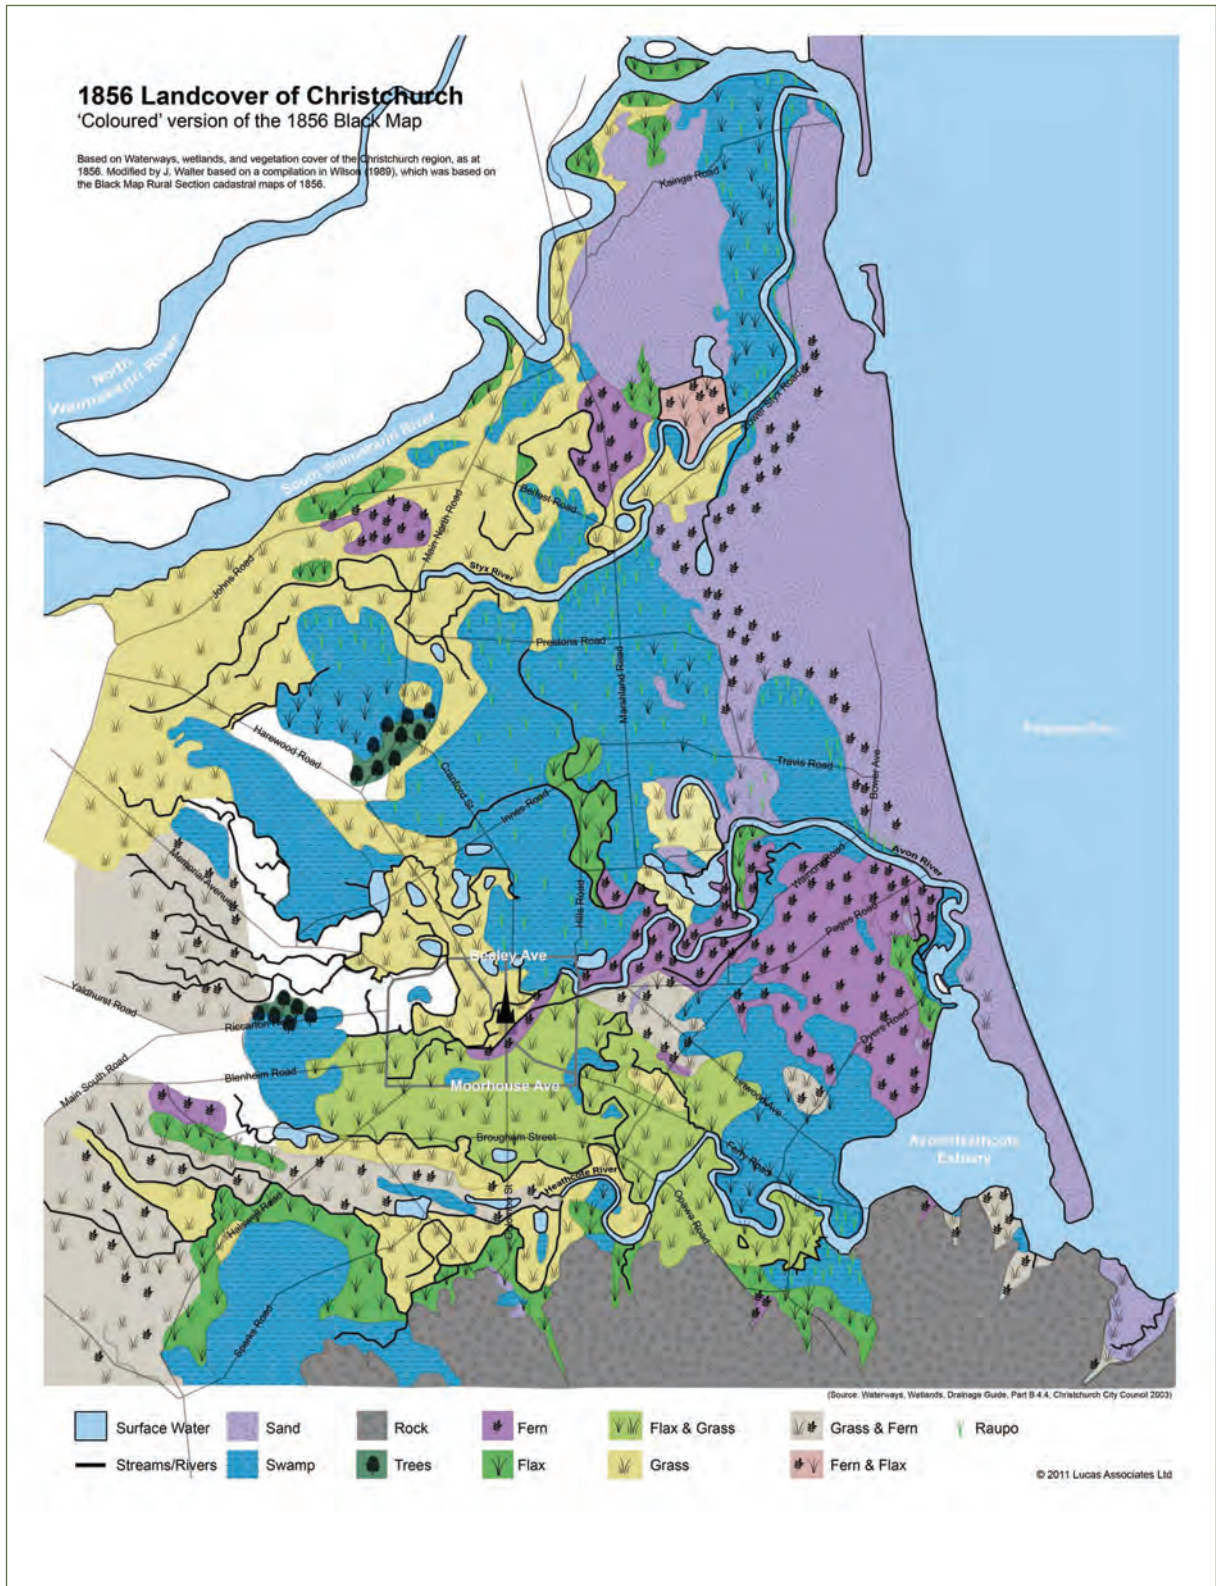 1856 Landcover of Christchurch
'Coloured' version of the 1856 Black Map
Based on Waterways, wetlands, and vegetation cover of the Christchurch region, as at
1856. Modified by J. Walter based on a compilation in Wilson (1989), which was based on
the Black Map Rural Section cadastral maps of 1856.
Kainga Road
North
Waimakariri River
South Waimakariri River
Lower Styx Road
Main North Road
Belfast Road
Johns Road
Styx River
Prestons Road
Marshland Road
Harewood Road
Cranford St
Travis Road
Bower Ave
Innes Road
Avon River
Wainoni Road
Memorial Avenue
Hills Road
Pages Road
Bealey Ave
Yaldhurst Road
Riccarton
Dyers Road
Main South Road
Blenheim Road
Moorhouse Ave
Linwood Ave
Brougham Street
Ferry Road
Avon/Heathcote
Estuary
Heathcote River
Colombo St
Opawa Road
Halswell Road
Sparks Road
(Source: Waterways, Wetlands, Drainage Guide, Part B 4.4, Christchurch City Council 2003)
Surface Water
Sand
Rock
Fern
Flax & Grass
Grass & Fern
Raupo
Streams/Rivers
Swamp
Trees
Flax
Grass
Fern & Flax
© 2011 Lucas Associates Ltd